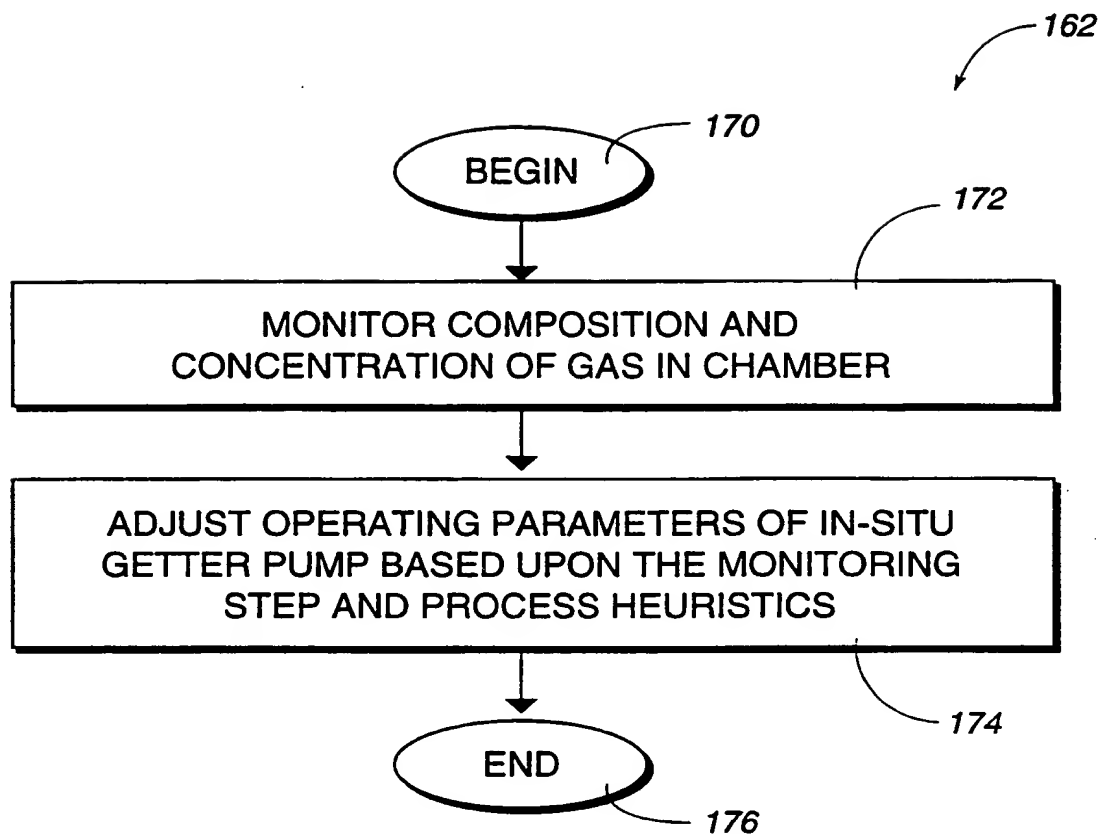 162
170
BEGIN
172
MONITOR COMPOSITION AND
CONCENTRATION OF GAS IN CHAMBER
ADJUST OPERATING PARAMETERS OF IN-SITU
GETTER PUMP BASED UPON THE MONITORING
STEP AND PROCESS HEURISTICS
174
END
176